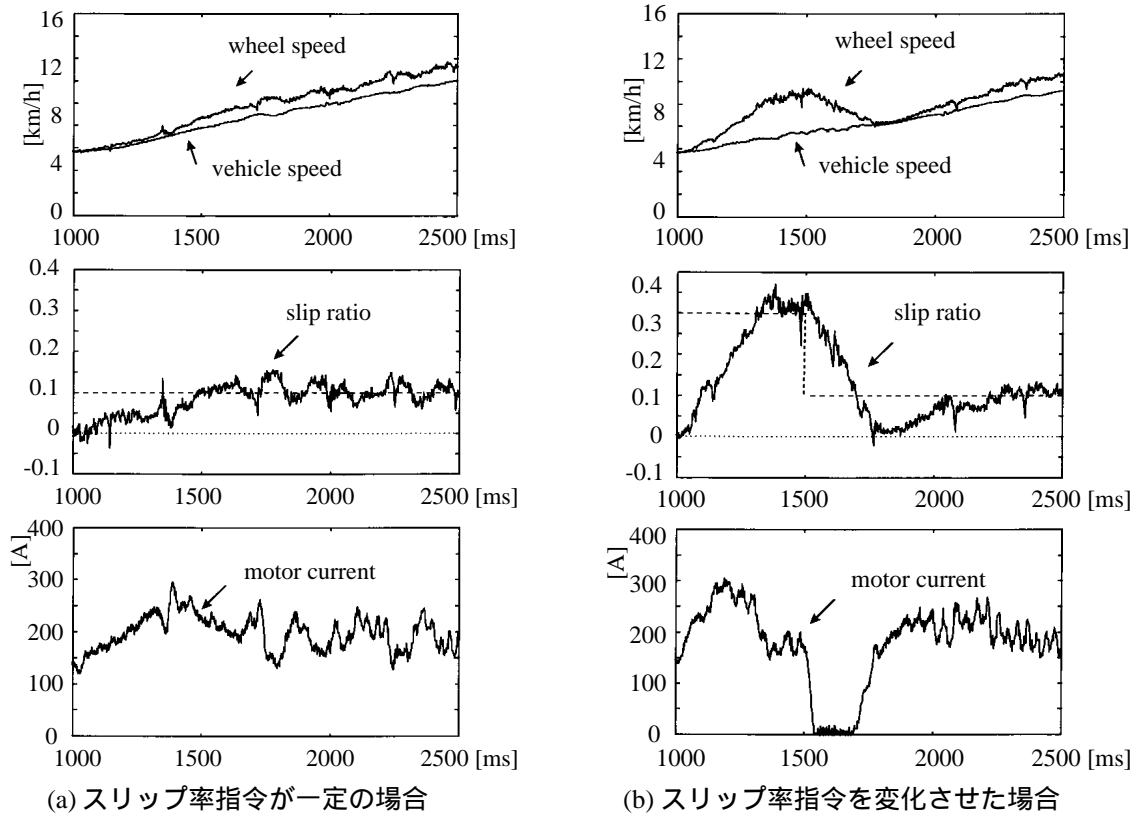 16
12
8
4
0
[km/h]
wheel speed
vehicle speed
1000 1500 2000 2500 [ms]
0.4
0.3
0.2
0.1
0
-0.1
slip ratio
1000 1500 2000 2500 [ms]
400
300
200
100
0
[A]
motor current
1000 1500 2000 2500 [ms]
(a) スリップ率指令が一定の場合
16
12
8
4
0
[km/h]
wheel speed
vehicle speed
1000 1500 2000 2500 [ms]
0.4
0.3
0.2
0.1
0
-0.1
slip ratio
1000 1500 2000 2500 [ms]
400
300
200
100
0
[A]
motor current
1000 1500 2000 2500 [ms]
(b) スリップ率指令を変化させた場合